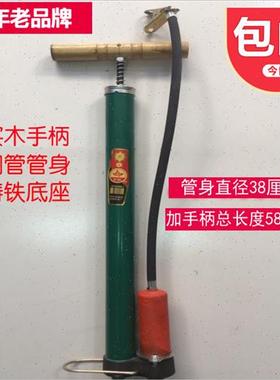 年老品牌
包
今
实木手柄
钢管管身
铸铁底座
管身直径38厘
加手柄总长度58